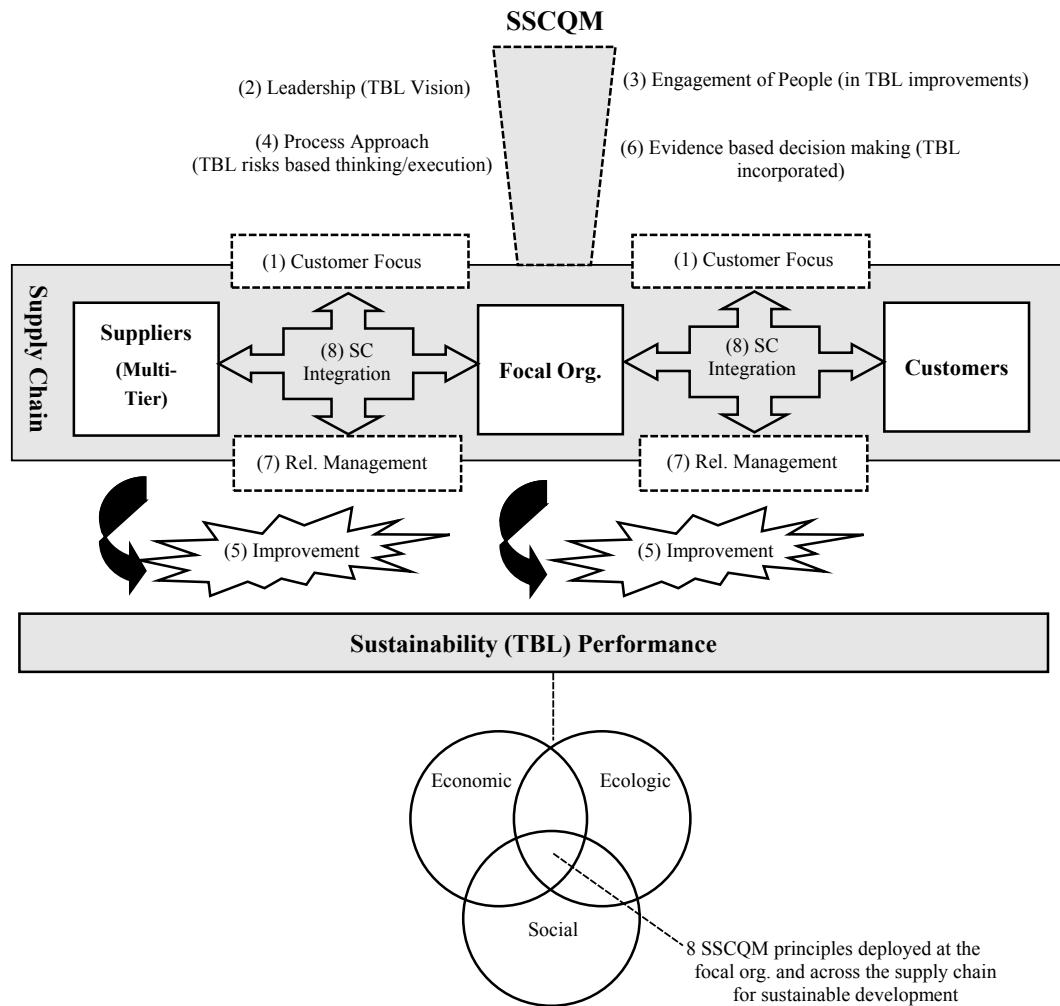 SSCQM
(2) Leadership (TBL Vision)
(3) Engagement of People (in TBL improvements)
(4) Process Approach
(TBL risks based thinking/execution)
(6) Evidence based decision making (TBL
incorporated)
(1) Customer Focus
(1) Customer Focus
Supply Chain
Suppliers
(Multi-
Tier)
(8) SC
Integration
Focal Org.
(8) SC
Integration
Customers
(7) Rel. Management
(7) Rel. Management
(5) Improvement
(5) Improvement
Sustainability (TBL) Performance
Economic
Ecologic
Social
8 SSCQM principles deployed at the
focal org. and across the supply chain
for sustainable development